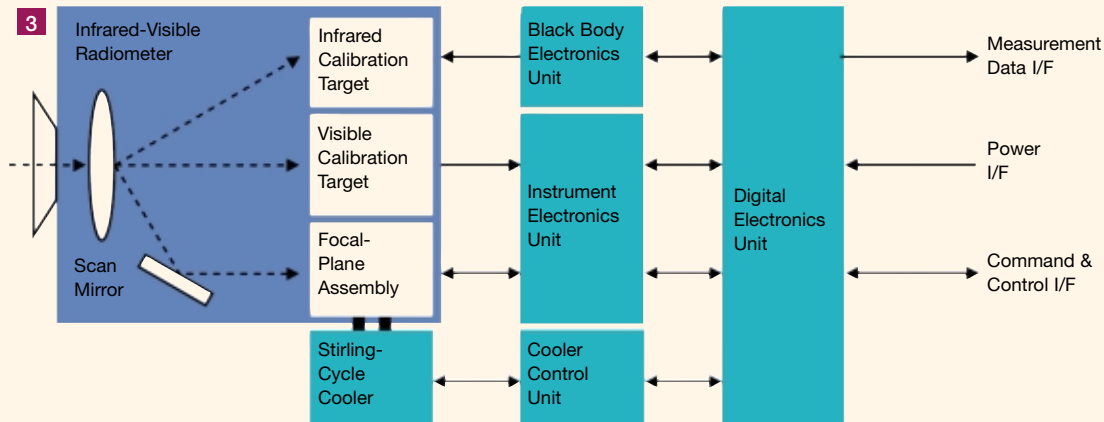 3
Infrared-Visible
Radiometer
Infrared
Calibration
Target
Black Body
Electronics
Unit
Measurement
Data I/F
Visible
Calibration
Target
Instrument
Electronics
Unit
Digital
Electronics
Unit
Power
I/F
Scan
Mirror
Focal-
Plane
Assembly
Command &
Control I/F
Stirling-
Cycle
Cooler
Cooler
Control
Unit